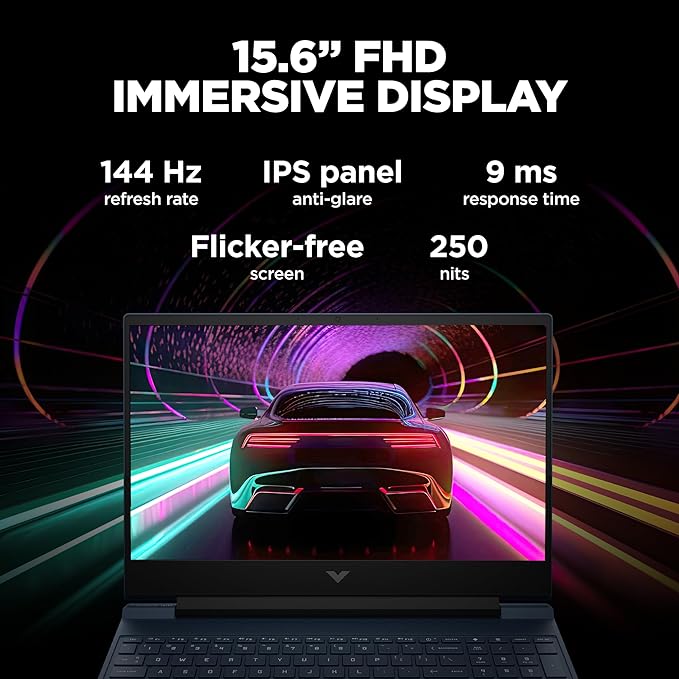 15.6” FHD
IMMERSIVE DISPLAY
144 Hz
refresh rate
IPS panel
anti-glare
9 ms
response time
Flicker-free
screen
250
nits
Q W E R T Y U I O P
A S D F G H J K L